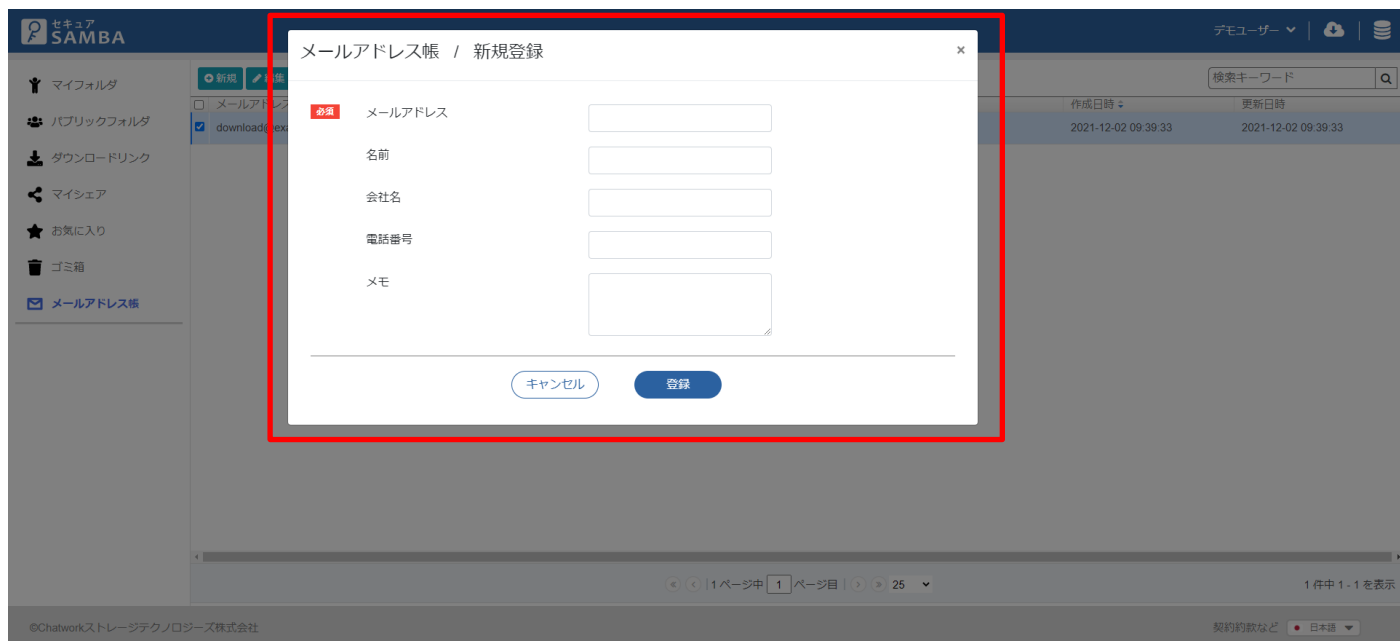 セキュア
SAMBA
デモユーザー
メールアドレス帳 / 新規登録
×
マイフォルダ
パブリックフォルダ
ダウンロードリンク
マイシェア
お気に入り
ゴミ箱
メールアドレス帳
新規
検索キーワード
作成日時
更新日時
2021-12-02 09:39:33
2021-12-02 09:39:33
必須 メールアドレス
名前
会社名
電話番号
メモ
キャンセル
登録
1 ページ中 1 ページ目
25
1 件中 1 - 1 を表示
©Chatworkストレージテクノロジーズ株式会社
契約約款など
日本語